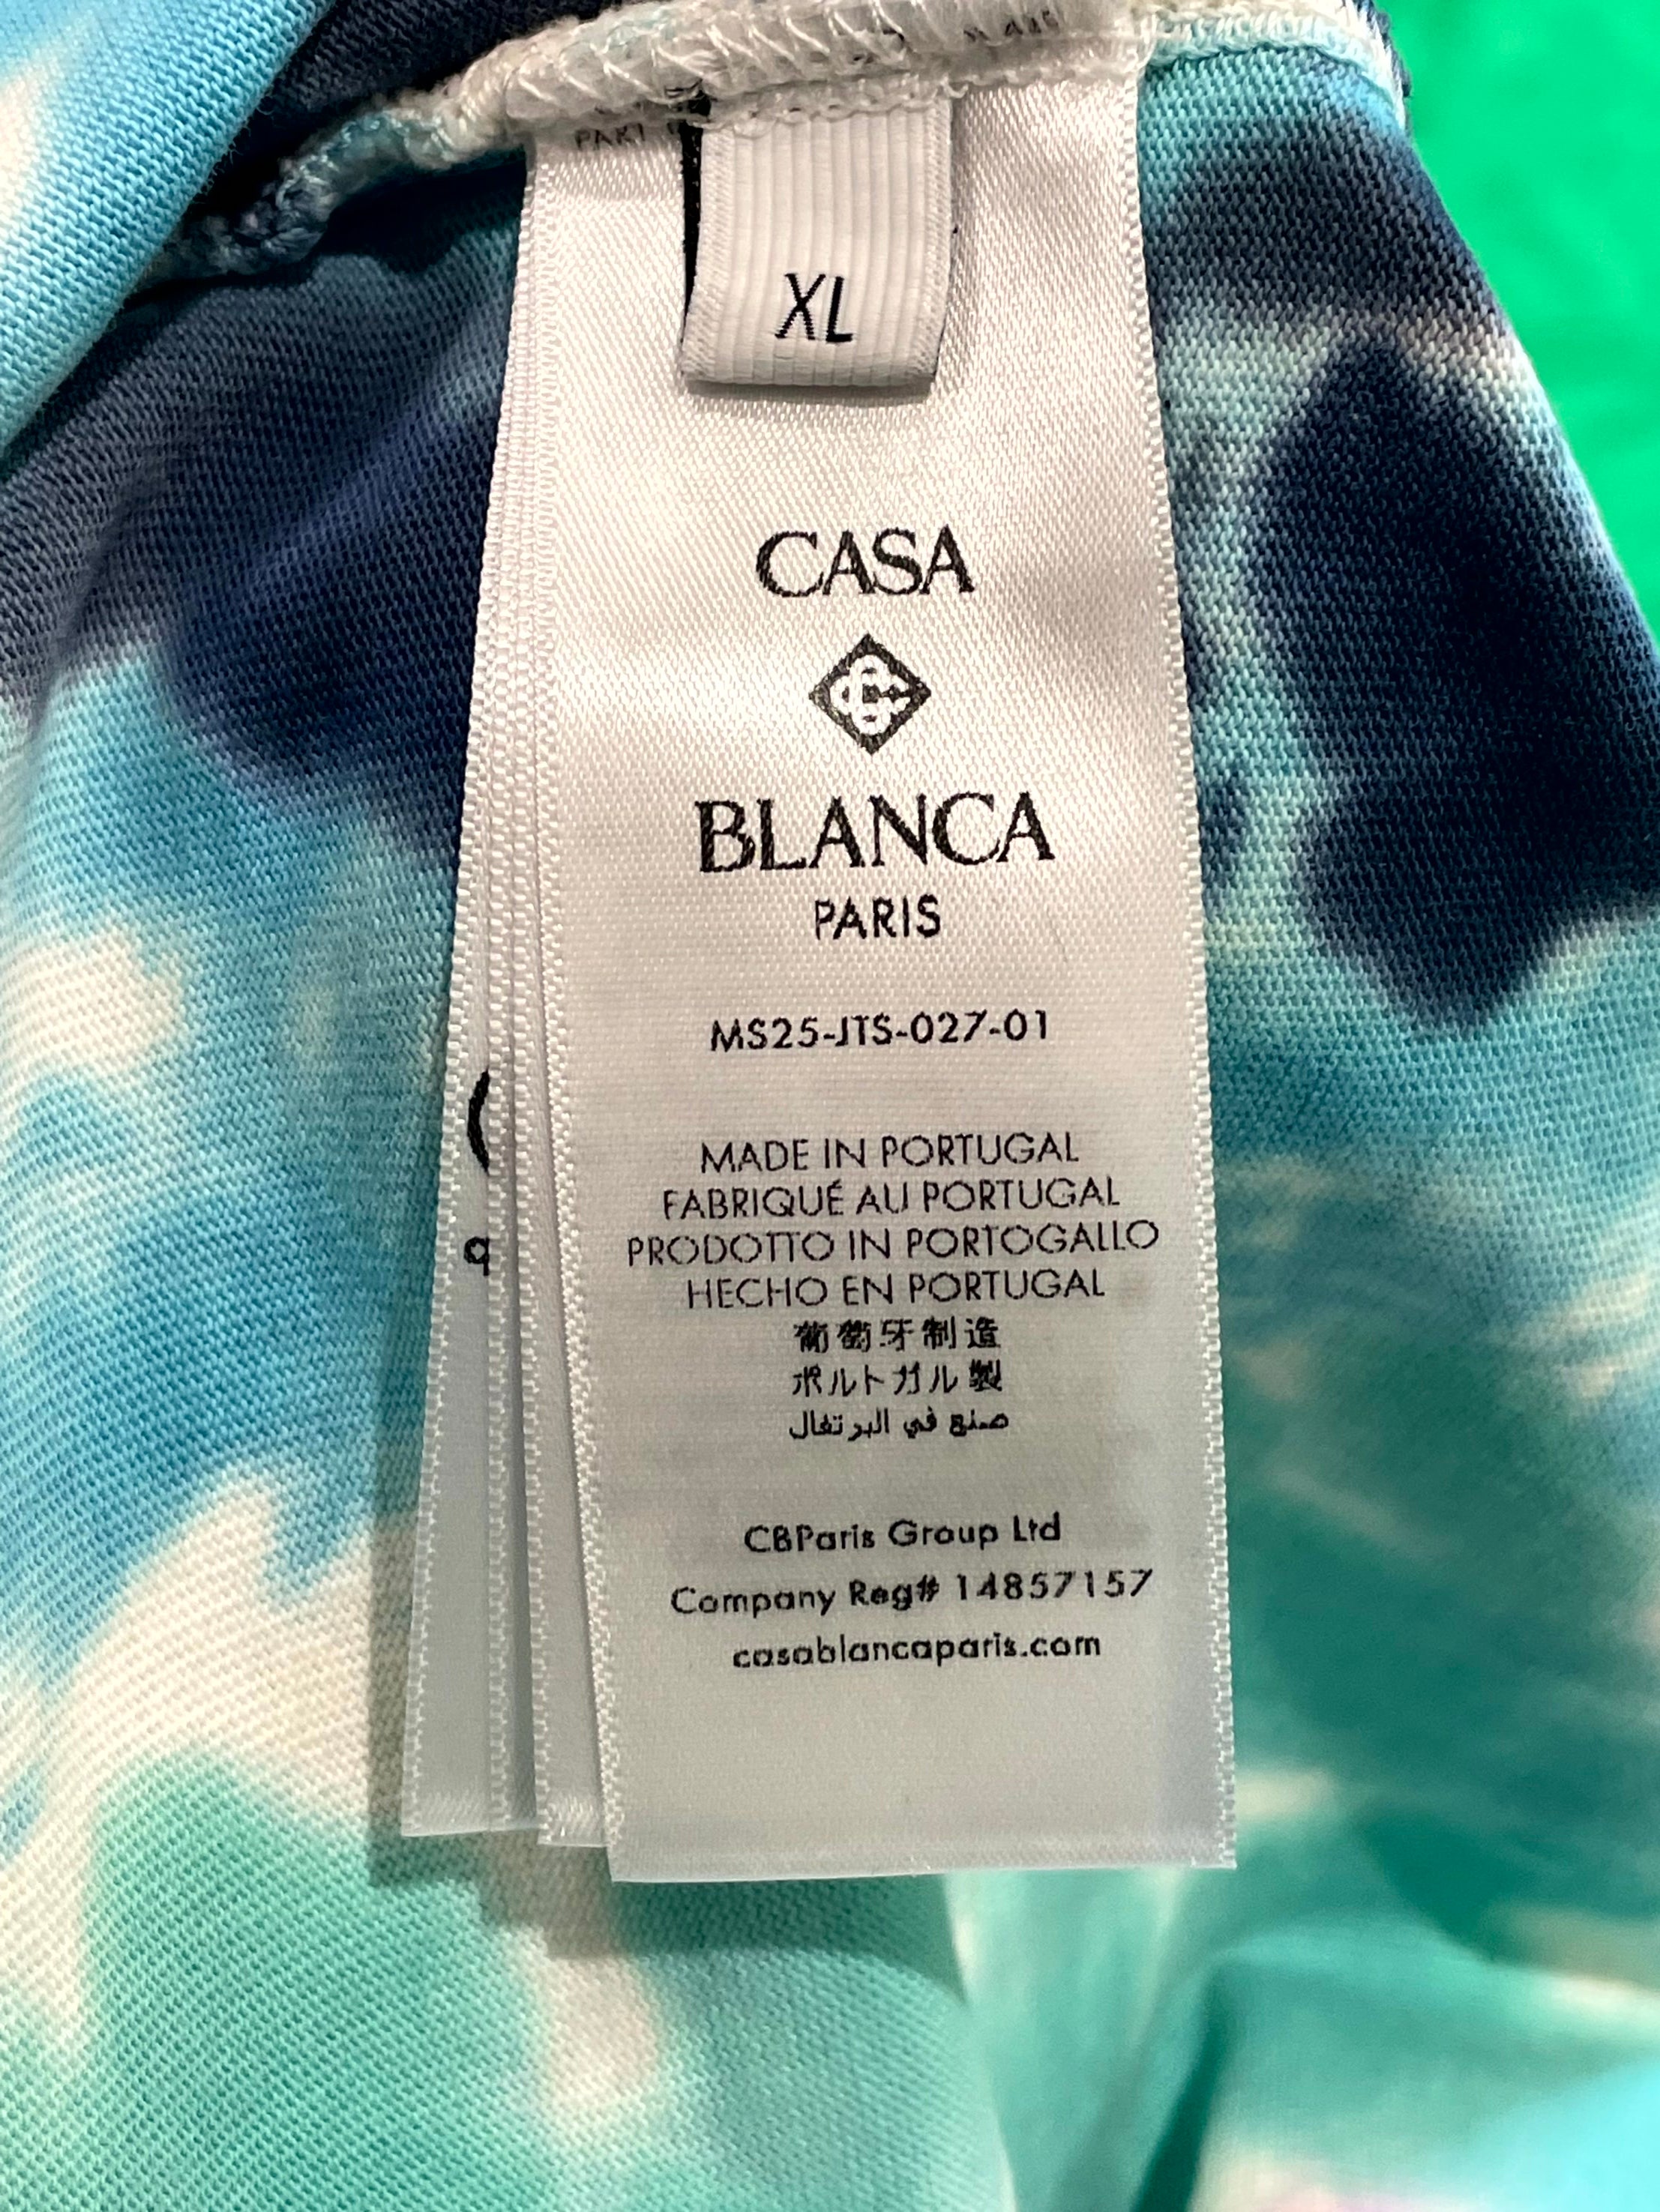 PART
XL
CASA
BLANCA
PARIS
MS25-JTS-027-01
MADE IN PORTUGAL
FABRIQUÉ AU PORTUGAL
PRODOTTO IN PORTOGALLO
HECHO EN PORTUGAL
葡萄牙制造
ポルトガル製
صنع في البرتغال
CBParis Group Ltd
Company Reg# 14857157
casablancaparis.com
(
q